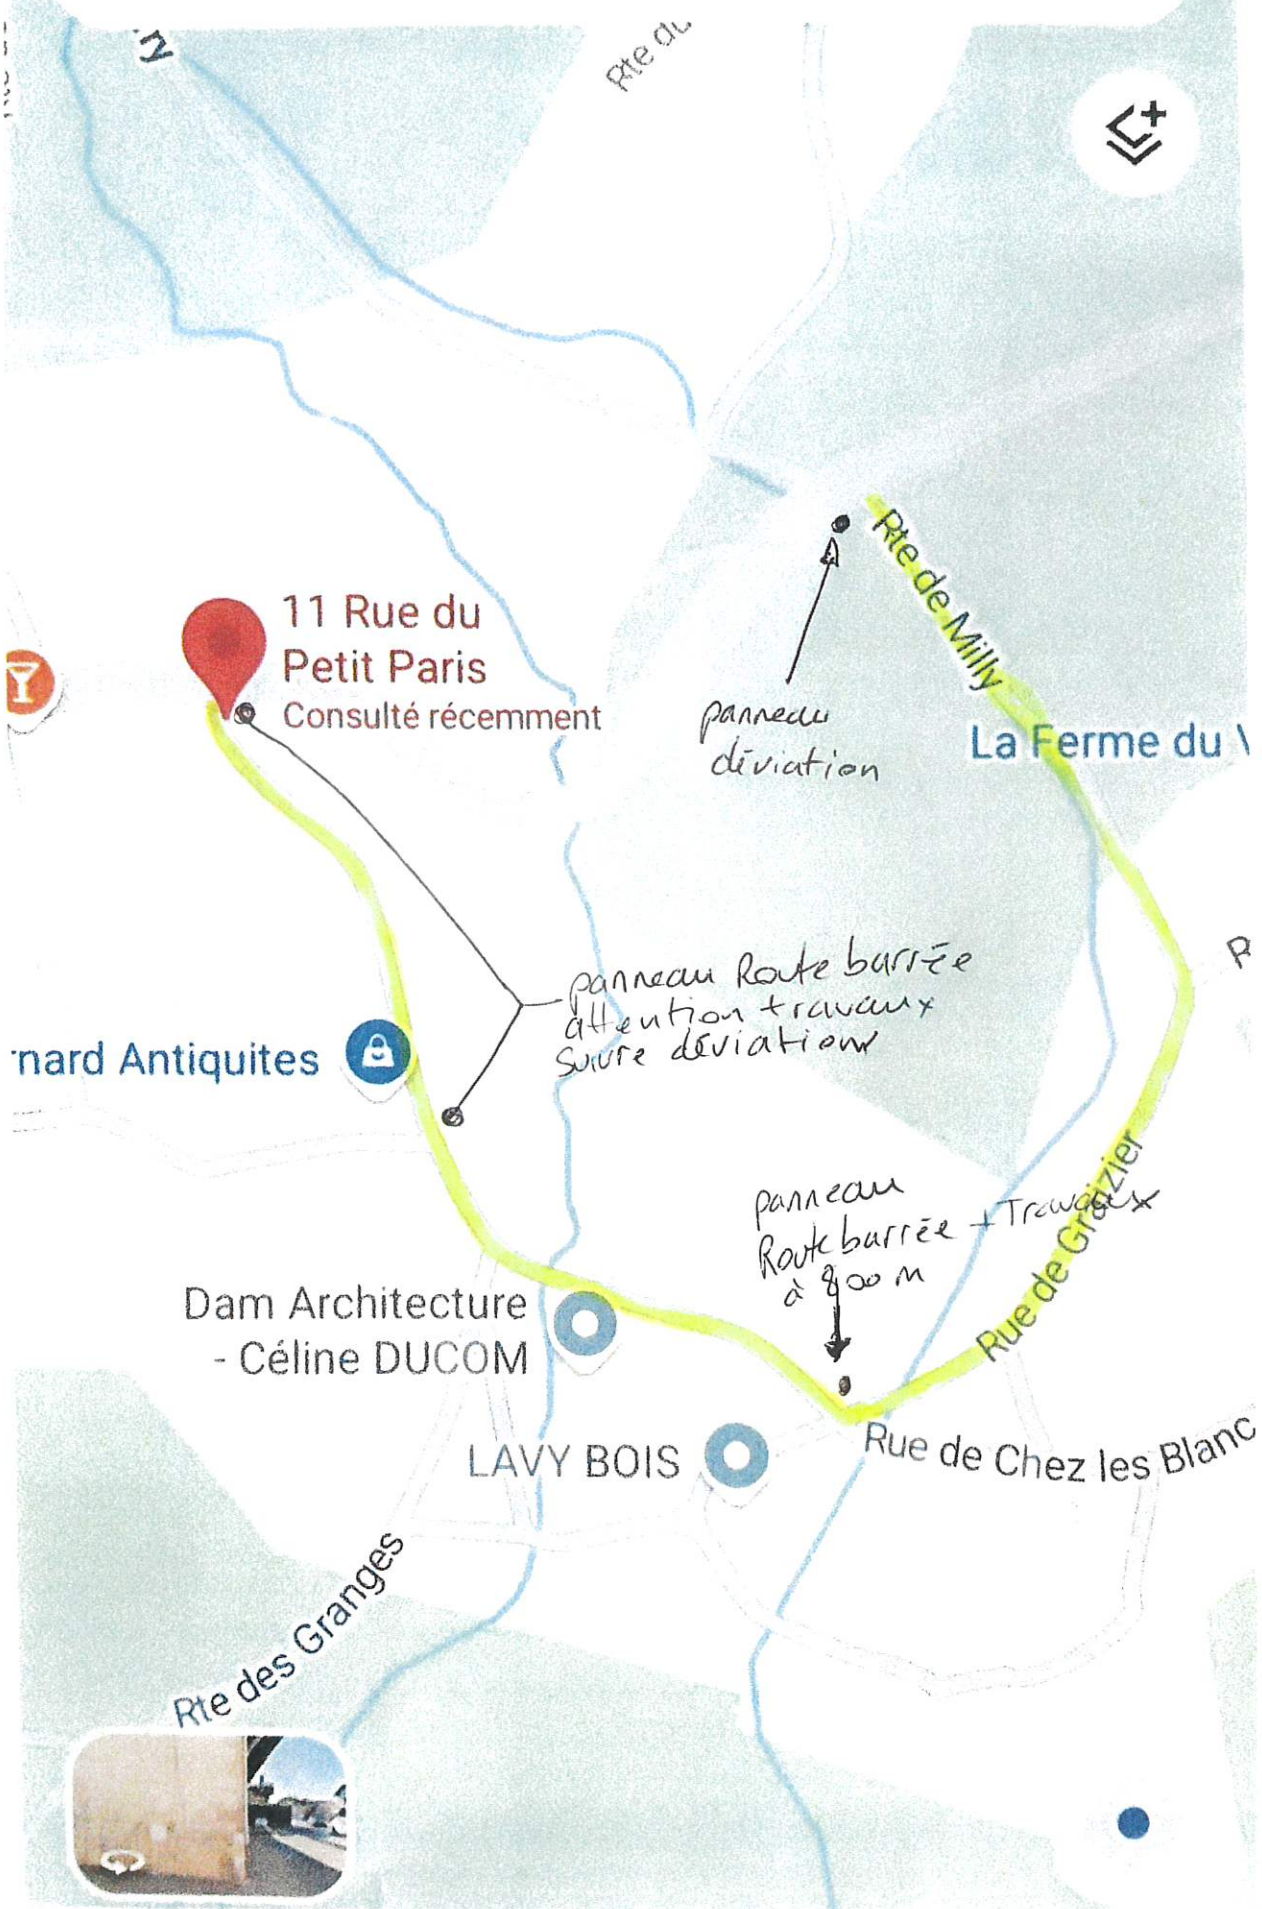 ry
Rte du
Rte de Milly
11 Rue du
Petit Paris
Consulté récemment
panneau
déviation
La Ferme du
panneau Route barrée
attention travaux
Suivre déviation
nard Antiquites
panneau
Route barrée + Travaux
à 800 m
Rue de Graizier
Dam Architecture
- Céline DUCOM
LAVY BOIS
Rue de Chez les Blanc
Rte des Granges